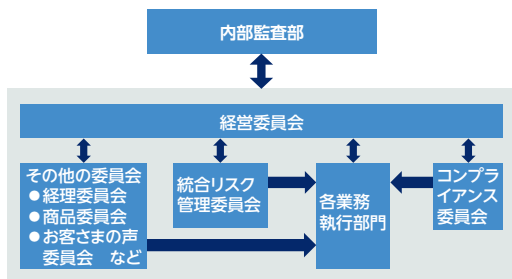 内部監査部
経営委員会
その他の委員会
●経理委員会
●商品委員会
●お客さまの声
委員会　など
統合リスク
管理委員会
各業務
執行部門
コンプラ
イアンス
委員会